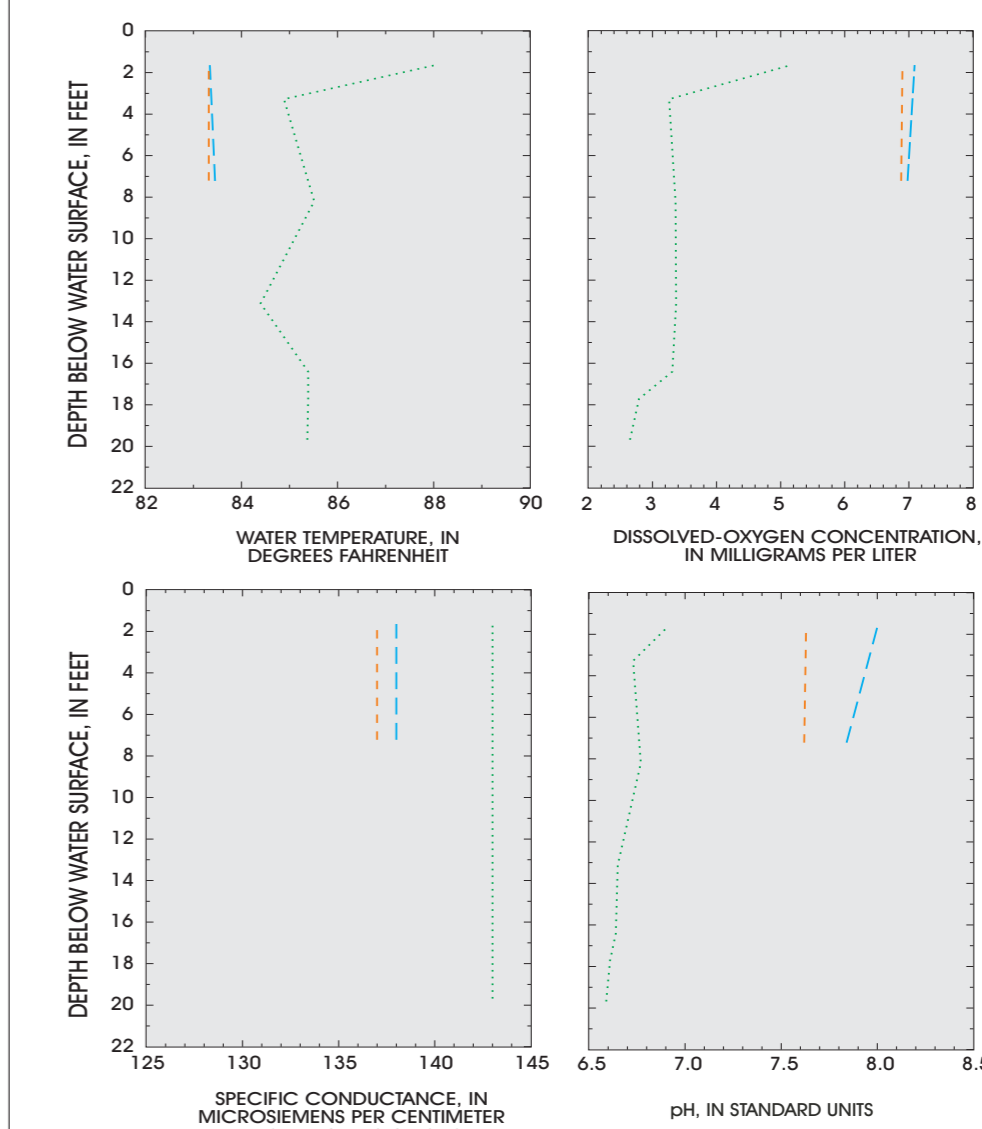 0
2
4
6
8
10
12
14
16
18
20
22
DEPTH BELOW WATER SURFACE, IN FEET
82 84 86 88 90
WATER TEMPERATURE, IN
DEGREES FAHRENHEIT
2 3 4 5 6 7 8
DISSOLVED-OXYGEN CONCENTRATION,
IN MILLIGRAMS PER LITER
0
2
4
6
8
10
12
14
16
18
20
22
DEPTH BELOW WATER SURFACE, IN FEET
125 130 135 140 145
SPECIFIC CONDUCTANCE, IN
MICROSIEMENS PER CENTIMETER
6.5 7.0 7.5 8.0 8.5
pH, IN STANDARD UNITS